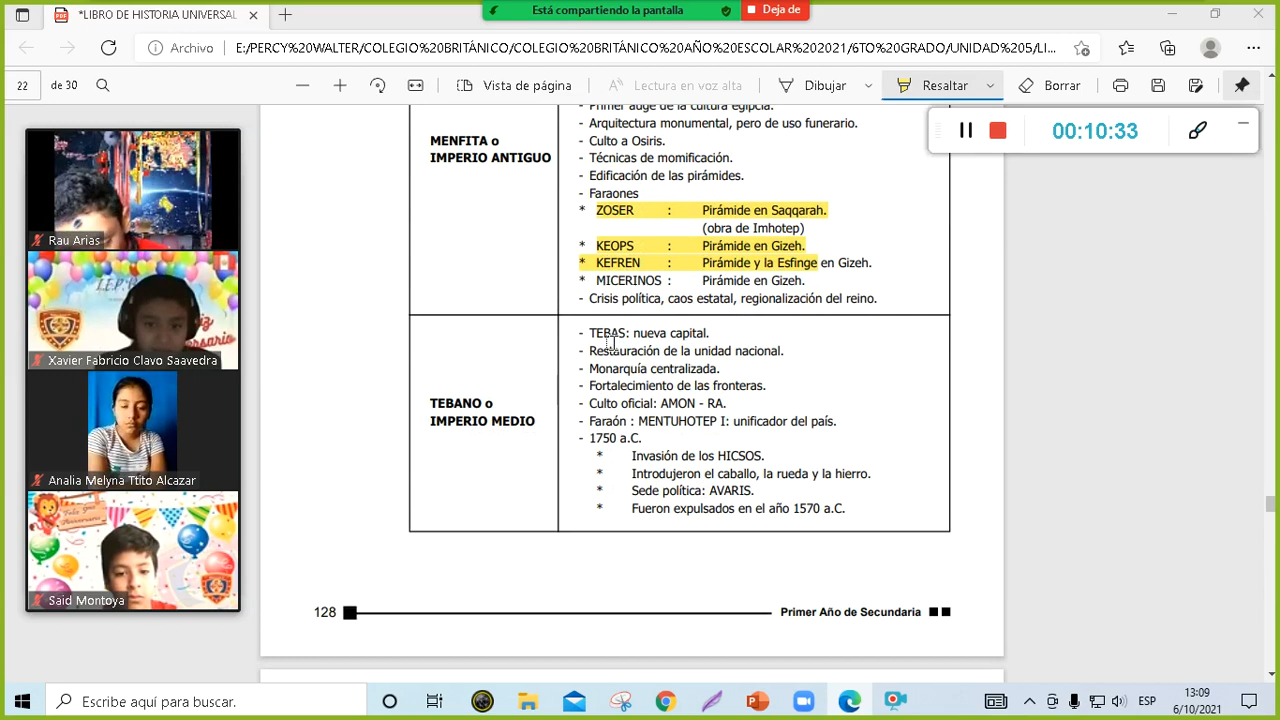 *LIBRO DE HISTORIA UNIVERSAL
Está compartiendo la pantalla
Deja de
Archivo
E:/PERCY%20WALTER/COLEGIO%20BRITÁNICO/COLEGIO%20BRITÁNICO%20AÑO%20ESCOLAR%202021/6TO%20GRADO/UNIDAD%205/LI...
22
de 30
Vista de página
Lectura en voz alta
Dibujar
Resaltar
Borrar
00:10:33
Rau Arias
Xavier Fabricio Clavo Saavedra
Analia Melyna Ttito Alcazar
Said Montoya
MENFITA o
IMPERIO ANTIGUO
- Primer auge de la cultura egipcia.
- Arquitectura monumental, pero de uso funerario.
- Culto a Osiris.
- Técnicas de momificación.
- Edificación de las pirámides.
- Faraones
* ZOSER : Pirámide en Saqqarah.
(obra de Imhotep)
* KEOPS : Pirámide en Gizeh.
* KEFREN : Pirámide y la Esfinge en Gizeh.
* MICERINOS : Pirámide en Gizeh.
- Crisis política, caos estatal, regionalización del reino.
TEBANO o
IMPERIO MEDIO
- TEBAS: nueva capital.
- Restauración de la unidad nacional.
- Monarquía centralizada.
- Fortalecimiento de las fronteras.
- Culto oficial: AMON - RA.
- Faraón : MENTUHOTEP I: unificador del país.
- 1750 a.C.
* Invasión de los HICSOS.
* Introdujeron el caballo, la rueda y la hierro.
* Sede política: AVARIS.
* Fueron expulsados en el año 1570 a.C.
128
Primer Año de Secundaria
Escribe aquí para buscar.
ESP
13:09
6/10/2021